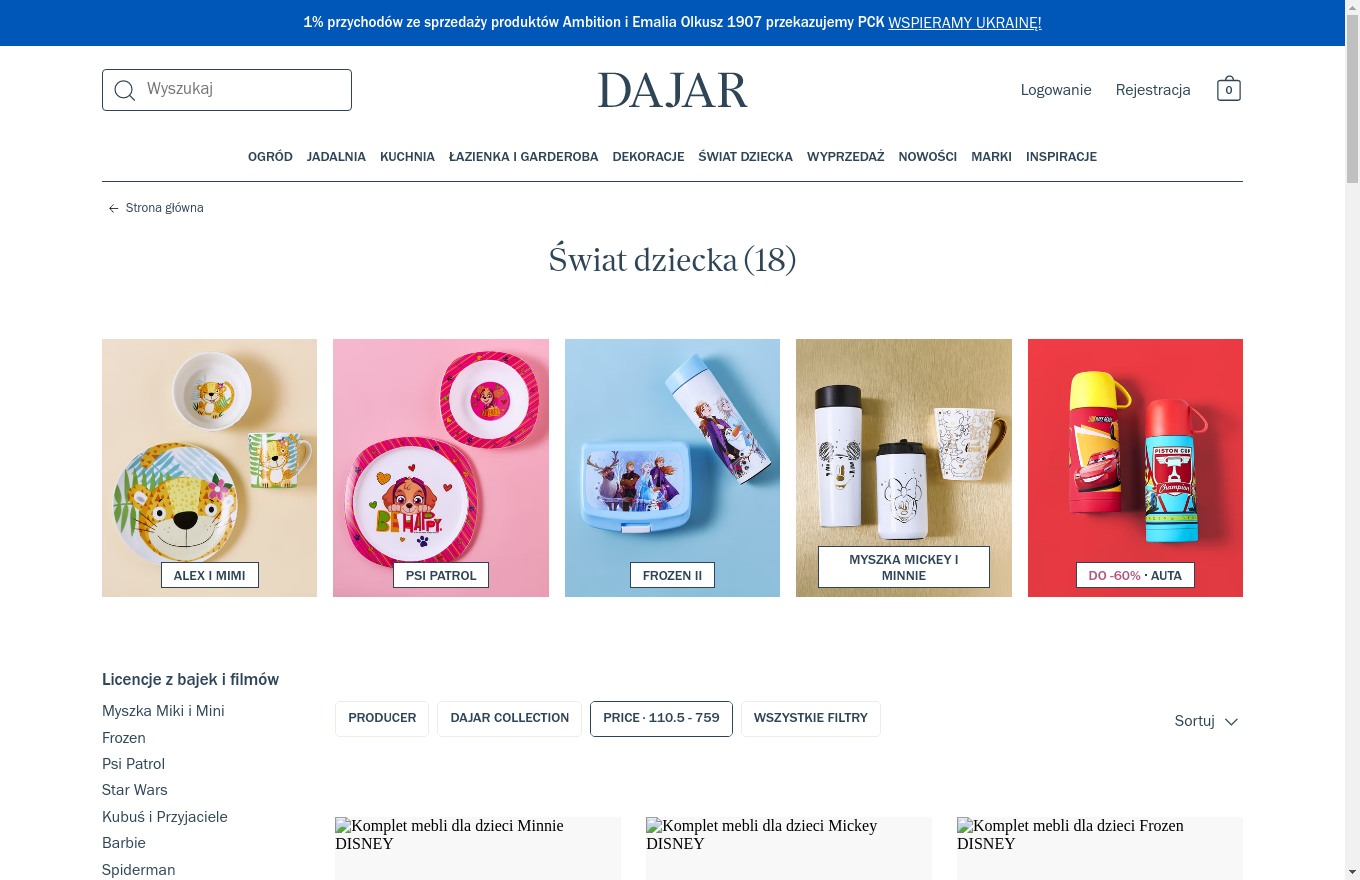 1% przychodów ze sprzedaży produktów Ambition i Emalia Olkusz 1907 przekazujemy PCK WSPIERAMY UKRAINĘ!
Wyszukaj
DAJAR
Logowanie
Rejestracja
0
OGRÓD JADALNIA KUCHNIA ŁAZIENKA I GARDEROBA DEKORACJE ŚWIAT DZIECKA WYPRZEDAŻ NOWOŚCI MARKI INSPIRACJE
Strona główna
Świat dziecka (18)
BE HAPPY
PISTON CUP
Champion
ALEX I MIMI
PSI PATROL
FROZEN II
MYSZKA MICKEY I
MINNIE
DO -60% · AUTA
Licencje z bajek i filmów
Myszka Miki i Mini
Frozen
Psi Patrol
Star Wars
Kubuś i Przyjaciele
Barbie
Spiderman
PRODUCER
DAJAR COLLECTION
PRICE · 110.5 - 759
WSZYSTKIE FILTRY
Sortuj
Komplet mebli dla dzieci Minnie
DISNEY
Komplet mebli dla dzieci Mickey
DISNEY
Komplet mebli dla dzieci Frozen
DISNEY